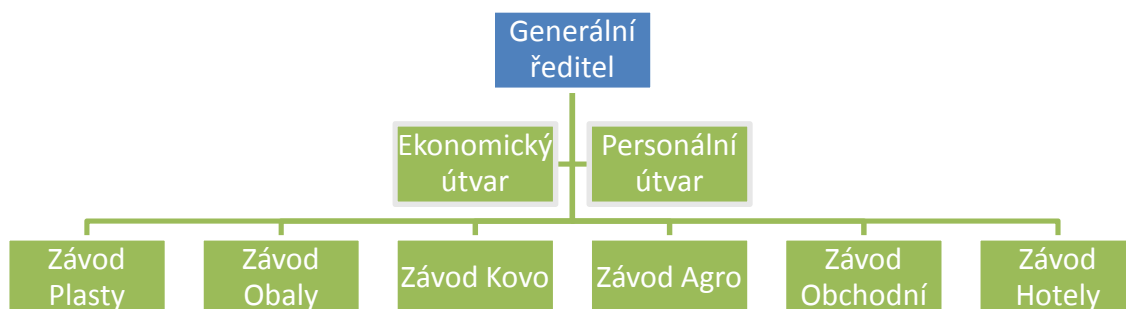 Generální
ředitel
Ekonomický
útvar
Personální
útvar
Závod
Plasty
Závod
Obaly
Závod Kovo
Závod Agro
Závod
Obchodní
Závod
Hotely